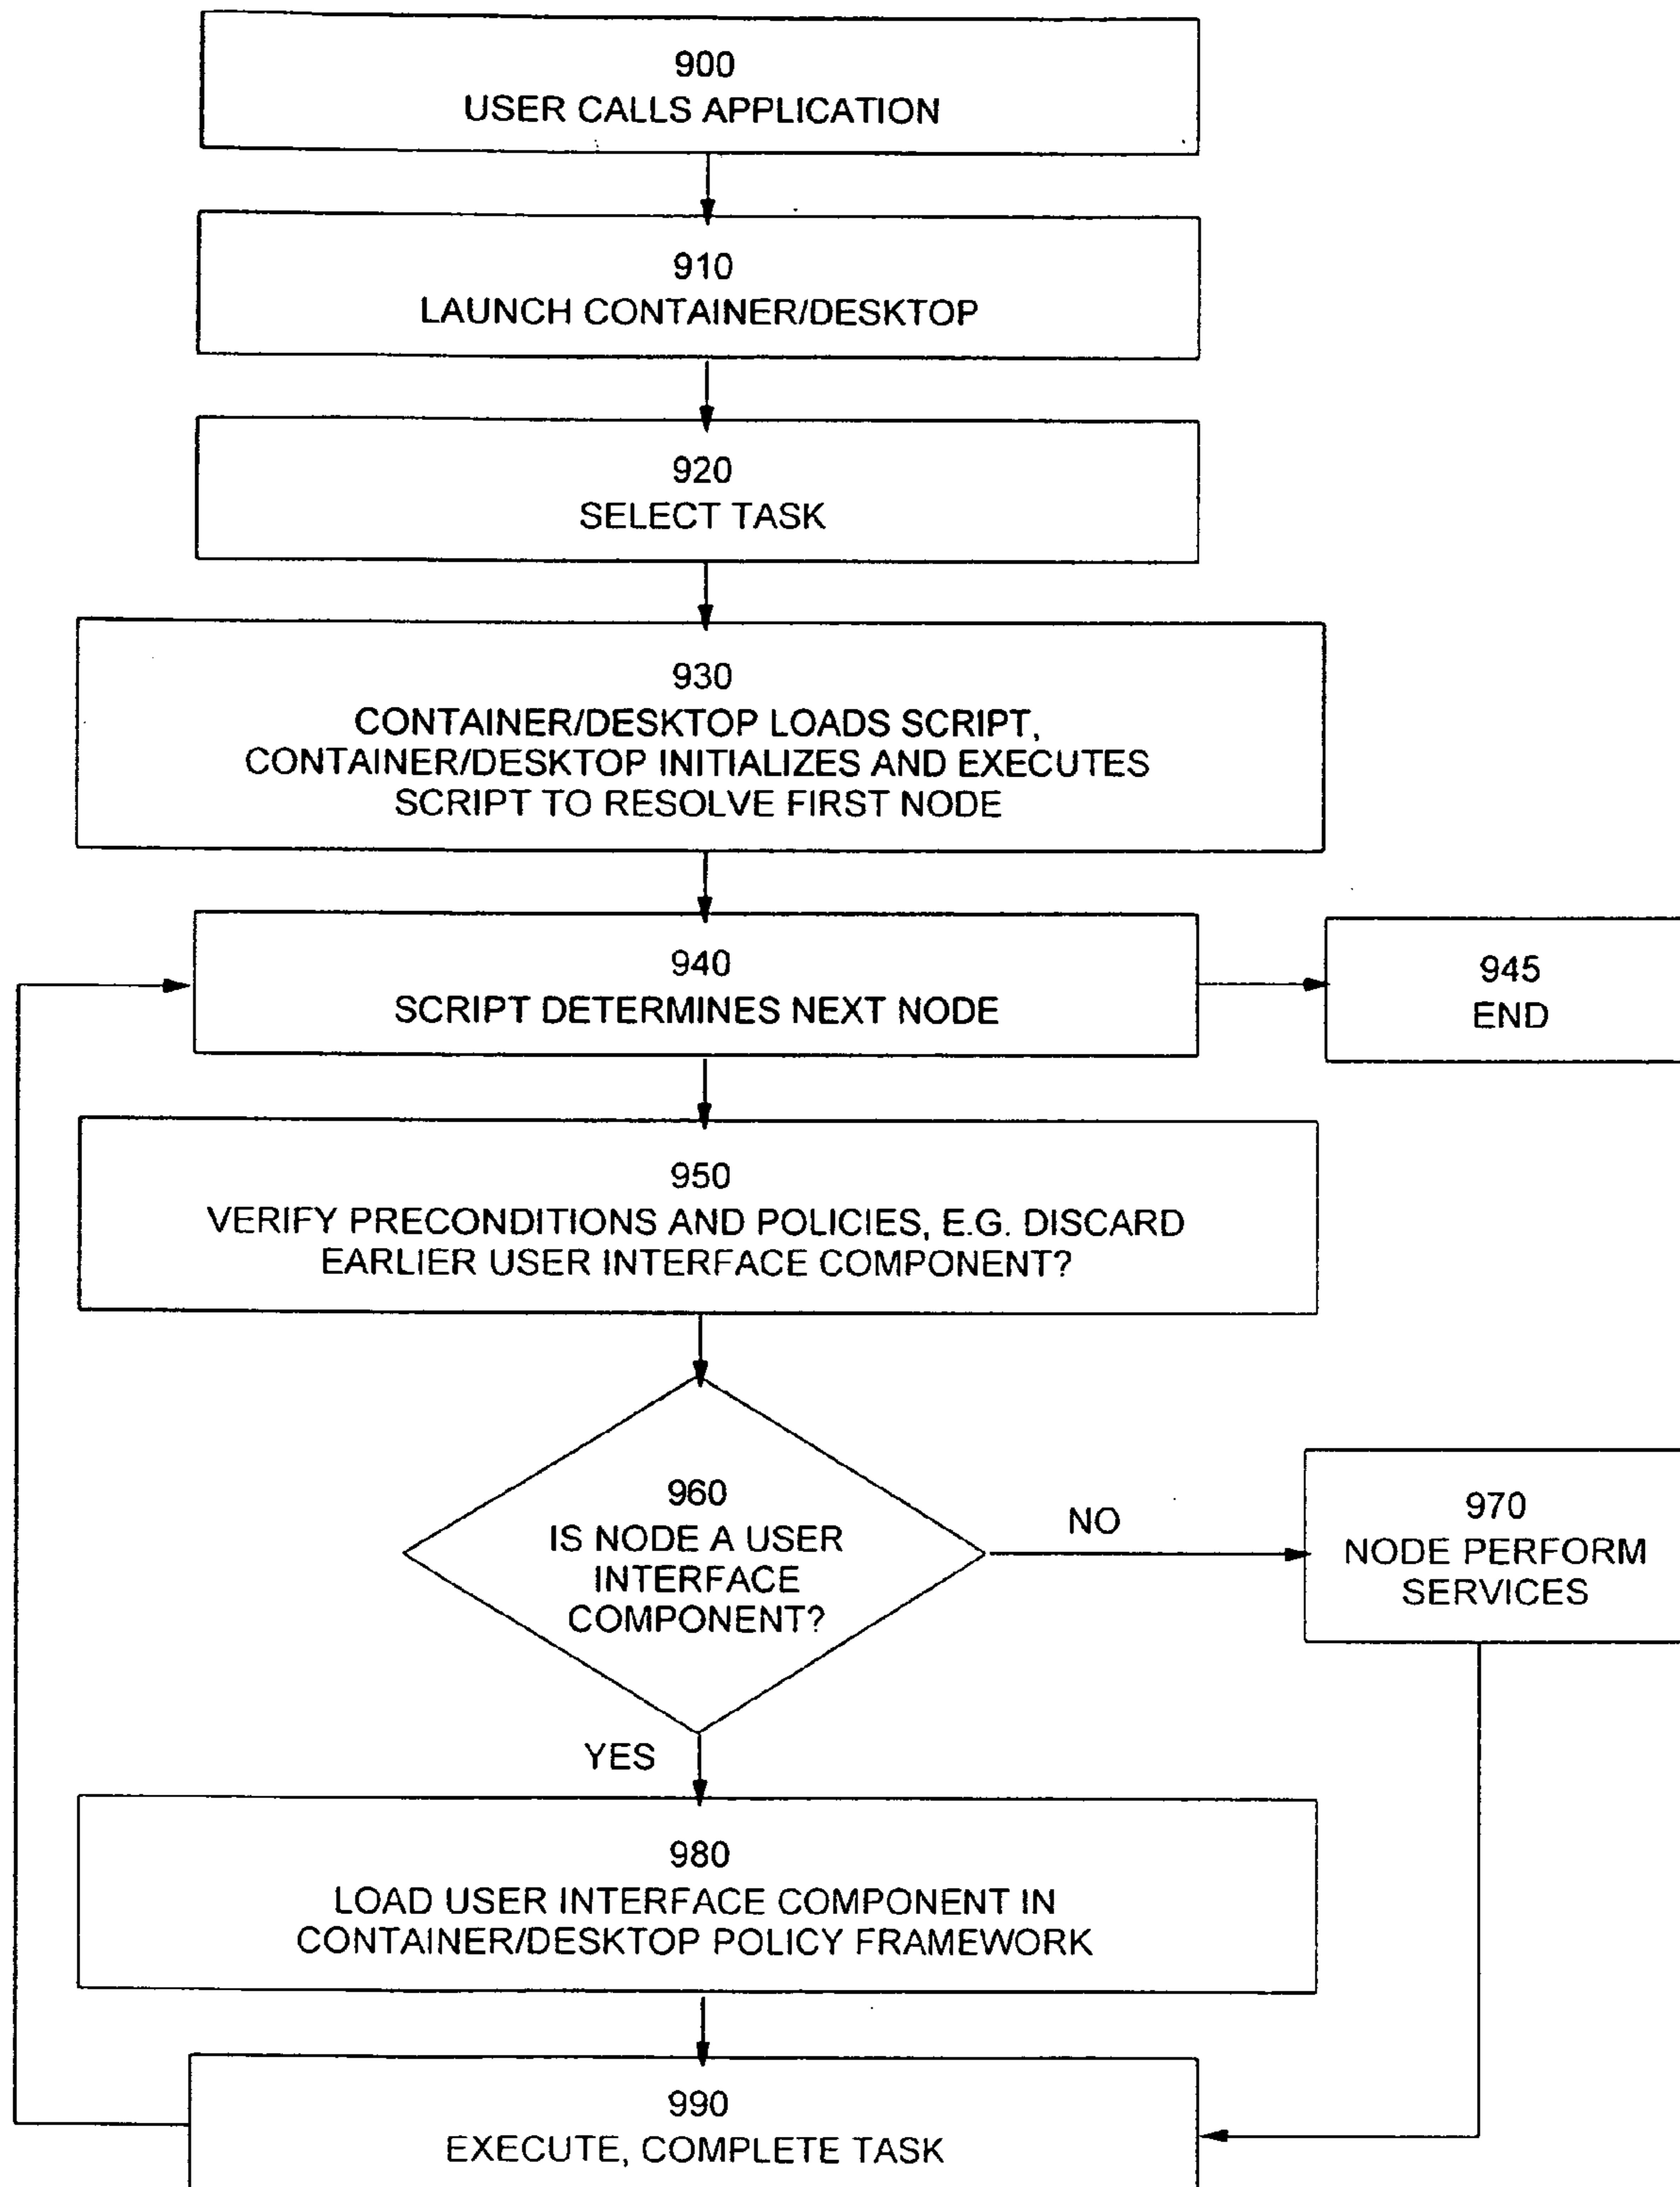 900
USER CALLS APPLICATION
910
LAUNCH CONTAINER/DESKTOP
920
SELECT TASK
930
CONTAINER/DESKTOP LOADS SCRIPT,
CONTAINER/DESKTOP INITIALIZES AND EXECUTES
SCRIPT TO RESOLVE FIRST NODE
940
SCRIPT DETERMINES NEXT NODE
945
END
950
VERIFY PRECONDITIONS AND POLICIES, E.G. DISCARD
EARLIER USER INTERFACE COMPONENT?
960
IS NODE A USER
INTERFACE
COMPONENT?
NO
970
NODE PERFORM
SERVICES
YES
980
LOAD USER INTERFACE COMPONENT IN
CONTAINER/DESKTOP POLICY FRAMEWORK
990
EXECUTE, COMPLETE TASK